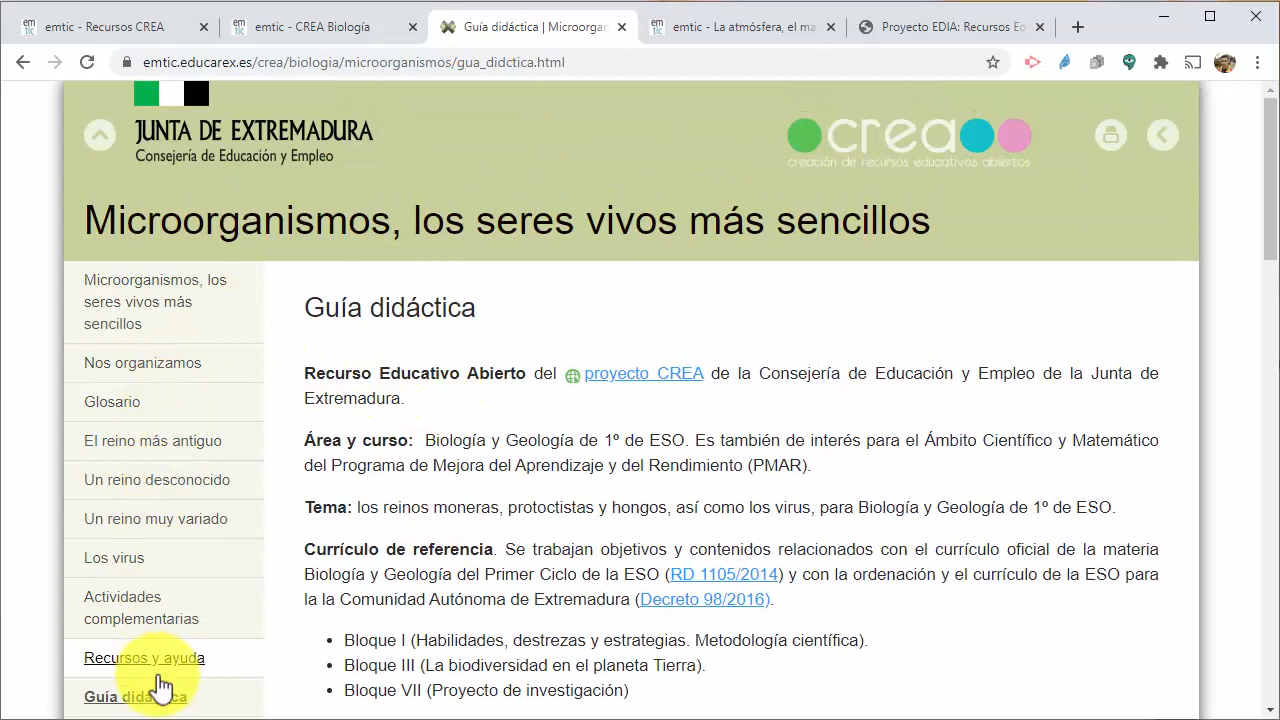 emtic - Recursos CREA
emtic - CREA Biología
Guía didáctica | Microorgan
emtic - La atmósfera, el ma
Proyecto EDIA: Recursos Ed
emtic.educarex.es/crea/biologia/microorganismos/gua_didctica.html
JUNTA DE EXTREMADURA
Consejería de Educación y Empleo
crea
creación de recursos educativos abiertos
Microorganismos, los seres vivos más sencillos
Microorganismos, los
seres vivos más
sencillos
Nos organizamos
Glosario
El reino más antiguo
Un reino desconocido
Un reino muy variado
Los virus
Actividades
complementarias
Recursos y ayuda
Guía didáctica
Guía didáctica
Recurso Educativo Abierto del proyecto CREA de la Consejería de Educación y Empleo de la Junta de
Extremadura.
Área y curso: Biología y Geología de 1º de ESO. Es también de interés para el Ámbito Científico y Matemático
del Programa de Mejora del Aprendizaje y del Rendimiento (PMAR).
Tema: los reinos moneras, protoctistas y hongos, así como los virus, para Biología y Geología de 1º de ESO.
Currículo de referencia. Se trabajan objetivos y contenidos relacionados con el currículo oficial de la materia
Biología y Geología del Primer Ciclo de la ESO (RD 1105/2014) y con la ordenación y el currículo de la ESO para
la la Comunidad Autónoma de Extremadura (Decreto 98/2016).
• Bloque I (Habilidades, destrezas y estrategias. Metodología científica).
• Bloque III (La biodiversidad en el planeta Tierra).
• Bloque VII (Proyecto de investigación)